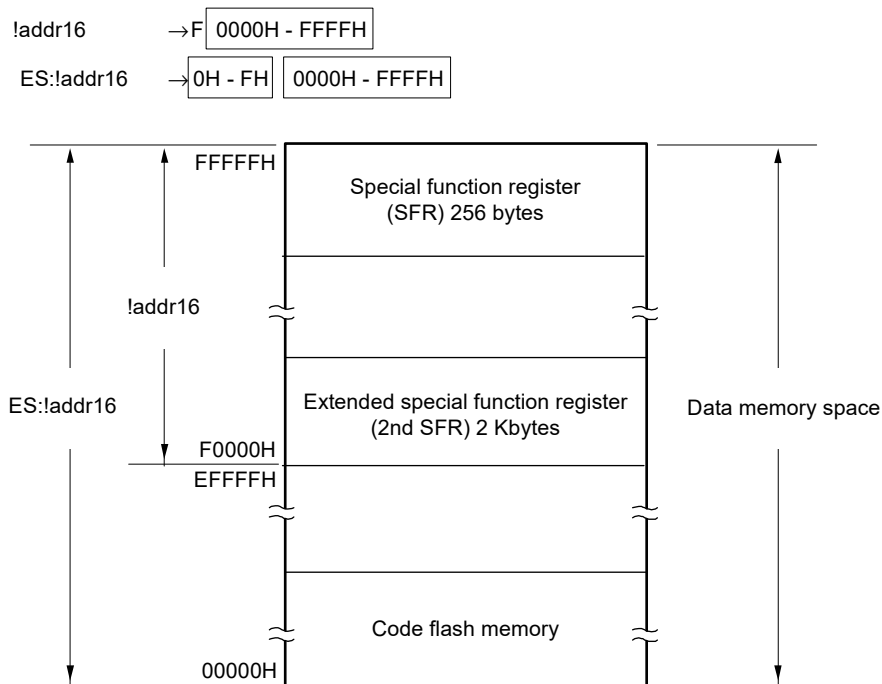 !addr16 →F 0000H - FFFFH
ES:!addr16 →0H - FH 0000H - FFFFH
FFFFFH
Special function register
(SFR) 256 bytes
!addr16
ES:!addr16
Extended special function register
(2nd SFR) 2 Kbytes
Data memory space
F0000H
EFFFFH
Code flash memory
00000H